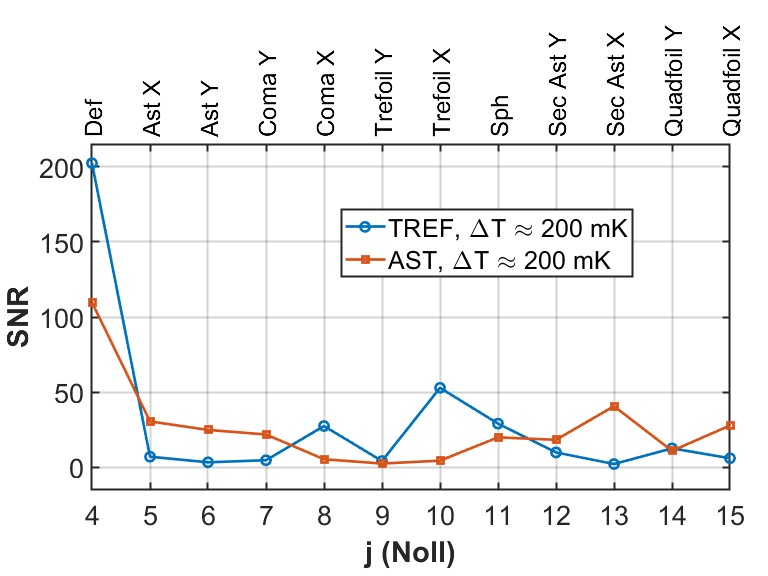 Def
Ast X
Ast Y
Coma Y
Coma X
Trefoil Y
Trefoil X
Sph
Sec Ast Y
Sec Ast X
Quadfoil Y
Quadfoil X
200
150
100
50
0
SNR
TREF, ΔT ≈ 200 mK
AST, ΔT ≈ 200 mK
4 5 6 7 8 9 10 11 12 13 14 15
j (Noll)